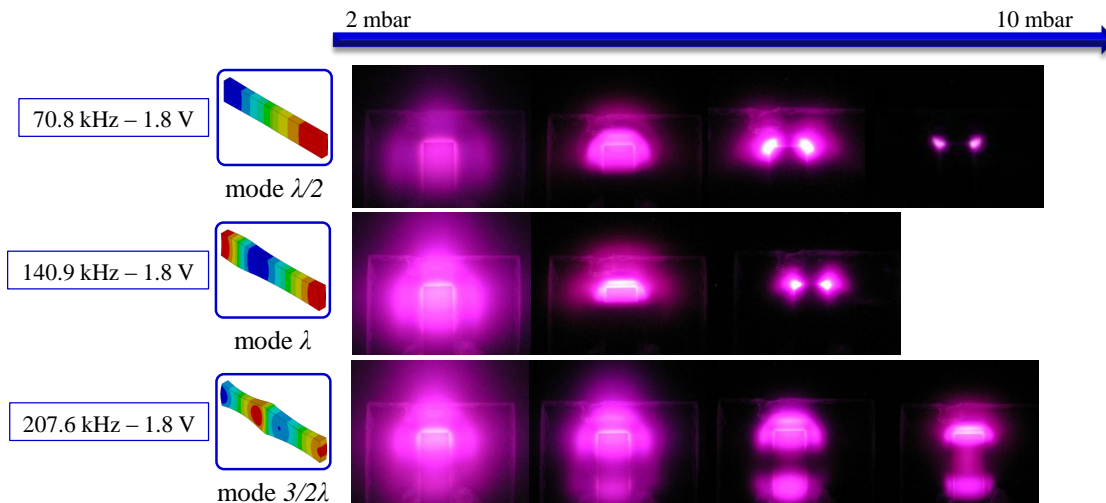 2 mbar 10 mbar
70.8 kHz – 1.8 V
mode λ/2
140.9 kHz – 1.8 V
mode λ
207.6 kHz – 1.8 V
mode 3/2λ